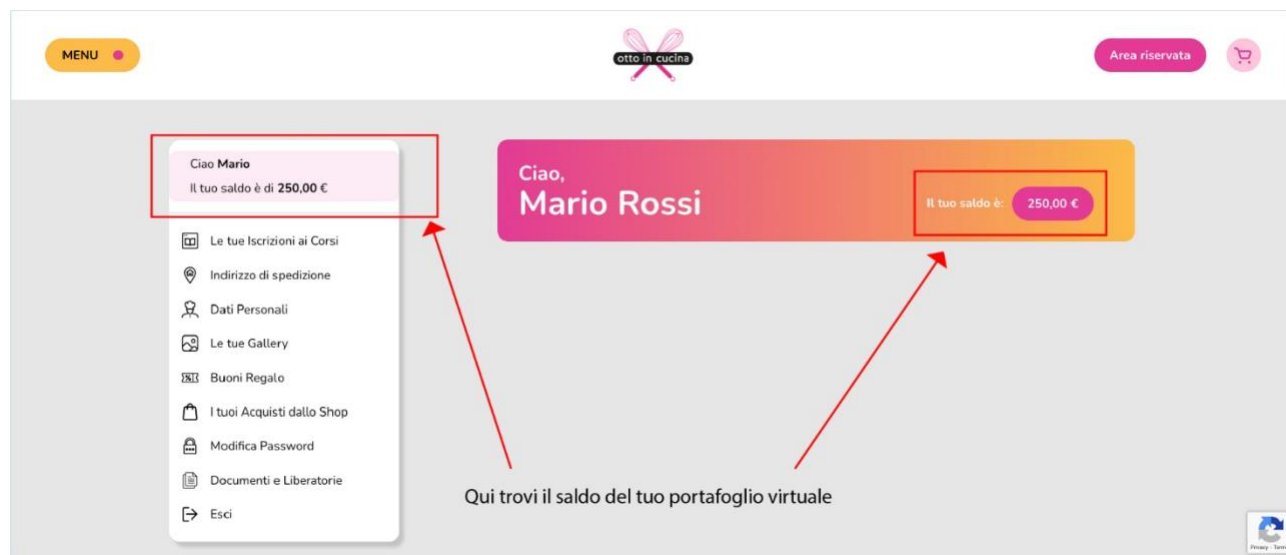 MENU
otto in cucina
Area riservata
Ciao Mario
Il tuo saldo è di 250,00 €
Le tue Iscrizioni ai Corsi
Indirizzo di spedizione
Dati Personali
Le tue Gallery
Buoni Regalo
I tuoi Acquisti dallo Shop
Modifica Password
Documenti e Liberatorie
Esci
Ciao,
Mario Rossi
Il tuo saldo è:
250,00 €
Qui trovi il saldo del tuo portafoglio virtuale